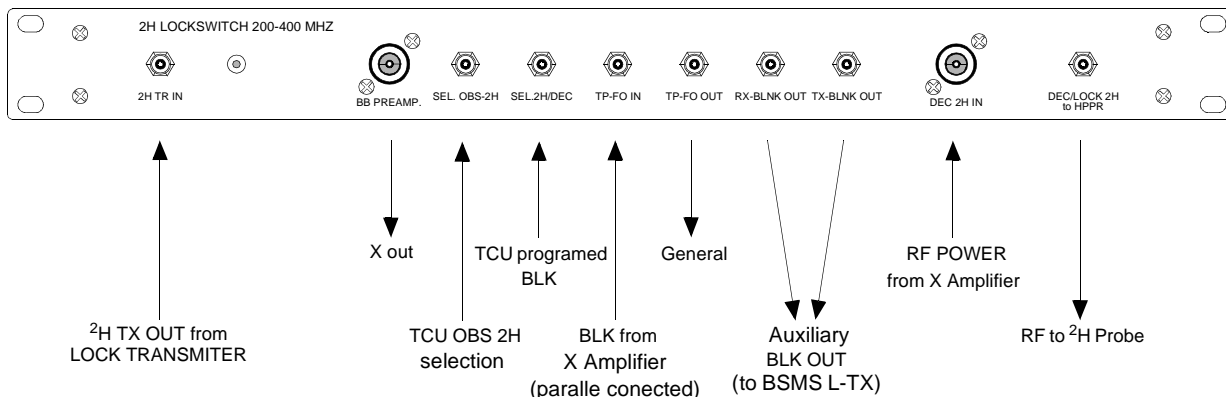 2H LOCKSWITCH 200-400 MHZ
2H TR IN
BB PREAMP.
SEL. OBS-2H
SEL.2H/DEC
TP-FO IN
TP-FO OUT
RX-BLNK OUT
TX-BLNK OUT
DEC 2H IN
DEC/LOCK 2H
to HPPR
X out
TCU programed
BLK
General
RF POWER
from X Amplifier
²H TX OUT from
LOCK TRANSMITER
TCU OBS 2H
selection
BLK from
X Amplifier
(paralle conected)
Auxiliary
BLK OUT
(to BSMS L-TX)
RF to ²H Probe